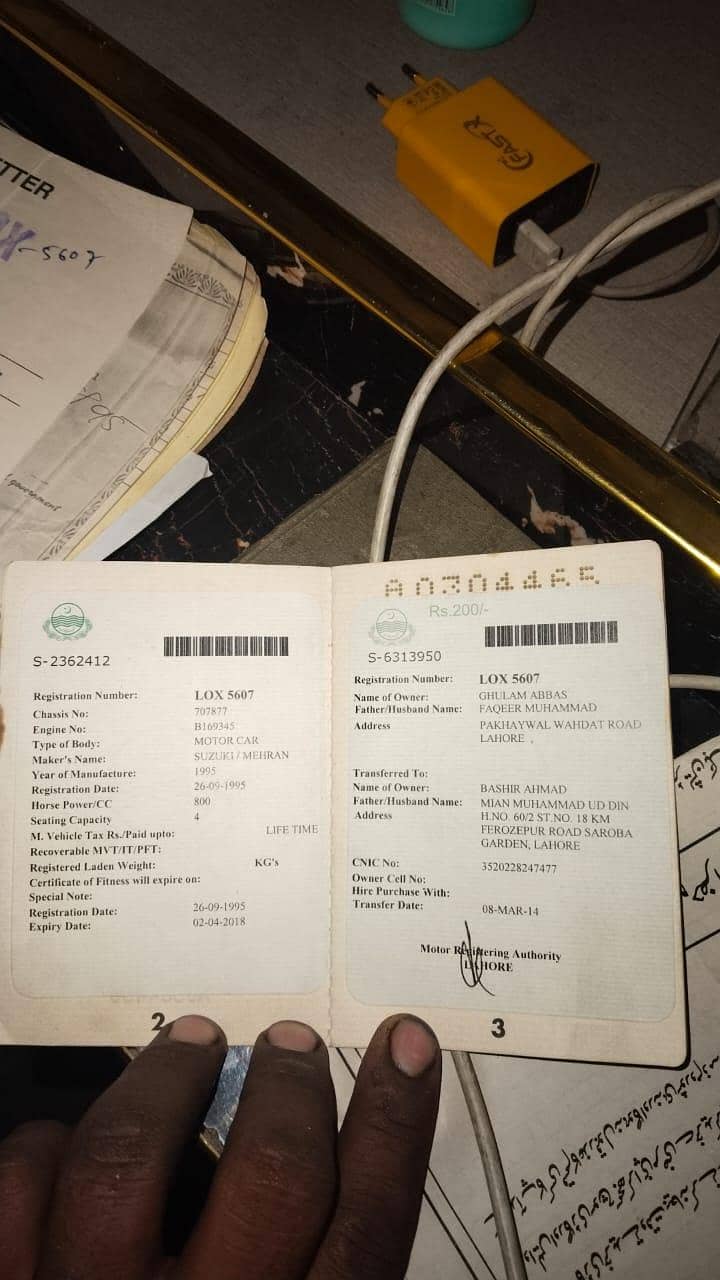 FASTER
TTER
-5607
1995
government
A0304465
S-2362412
Registration Number: LOX 5607
Chassis No: 707877
Engine No: B169345
Type of Body: MOTOR CAR
Maker's Name: SUZUKI / MEHRAN
Year of Manufacture: 1995
Registration Date: 26-09-1995
Horse Power/CC 800
Seating Capacity 4
M. Vehicle Tax Rs./Paid upto: LIFE TIME
Recoverable MVT/IT/PFT:
Registered Laden Weight: KG's
Certificate of Fitness will expire on:
Special Note:
Registration Date: 26-09-1995
Expiry Date: 02-04-2018
2
Rs.200/-
S-6313950
Registration Number: LOX 5607
Name of Owner: GHULAM ABBAS
Father/Husband Name: FAQEER MUHAMMAD
Address PAKHAYWAL WAHDAT ROAD
LAHORE ,
Transferred To:
Name of Owner: BASHIR AHMAD
Father/Husband Name: MIAN MUHAMMAD UD DIN
Address H.NO. 60/2 ST.NO. 18 KM
FEROZEPUR ROAD SAROBA
GARDEN, LAHORE
CNIC No: 3520228247477
Owner Cell No:
Hire Purchase With:
Transfer Date: 08-MAR-14
Motor Registering Authority
LAHORE
3